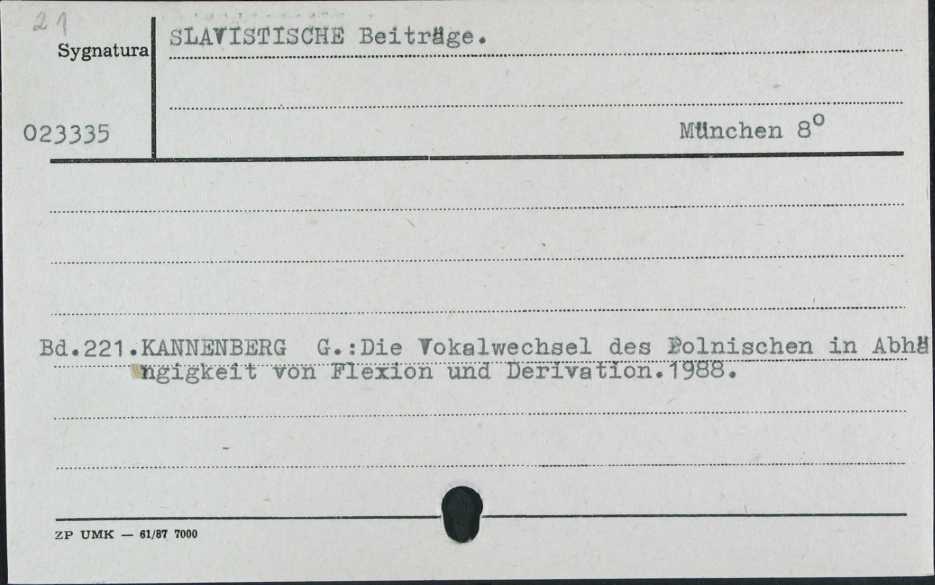 21
Sygnatura
SLAVISTISCHE Beiträge.
023335
München 8º
Bd.221.KANNENBERG G.:Die Vokalwechsel des Polnischen in Abhä
ngigkeit von Flexion und Derivation.1988.
ZP UMK — 61/87 7000